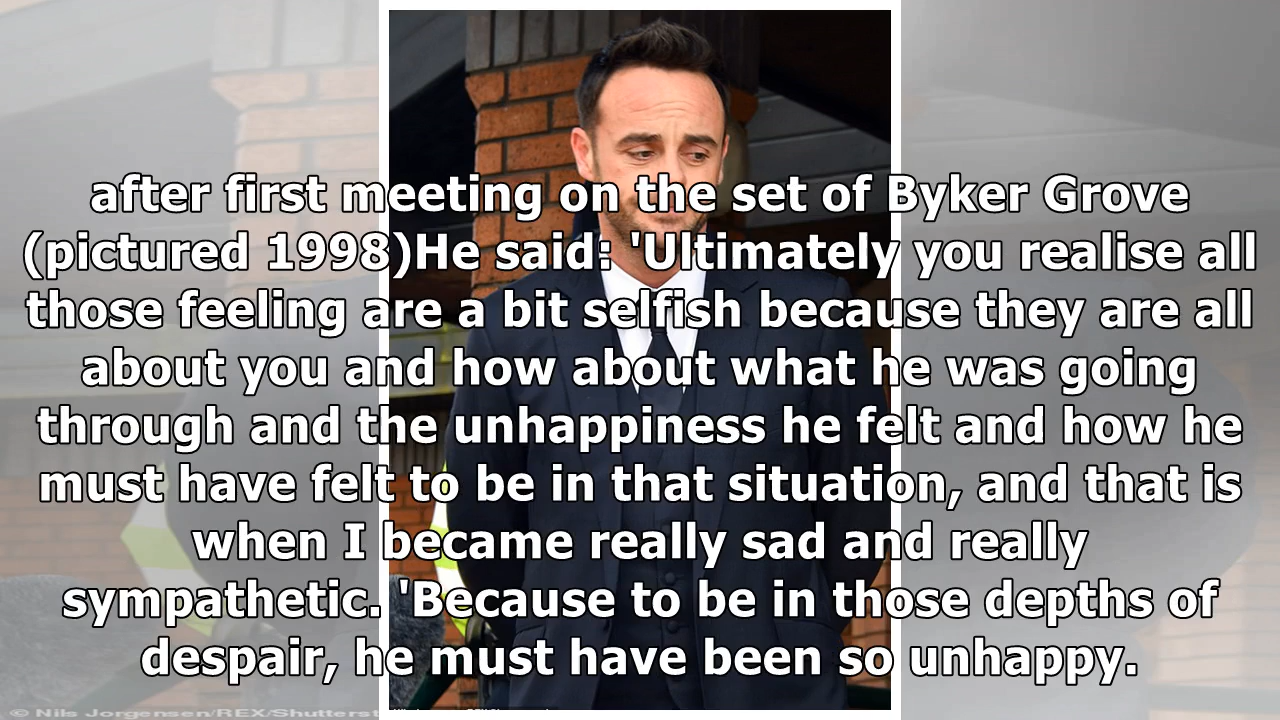 after first meeting on the set of Byker Grove
(pictured 1998)He said: 'Ultimately you realise all
those feeling are a bit selfish because they are all
about you and how about what he was going
through and the unhappiness he felt and how he
must have felt to be in that situation, and that is
when I became really sad and really
sympathetic. 'Because to be in those depths of
despair, he must have been so unhappy.
© Nils Jorgensen/REX/Shutterst